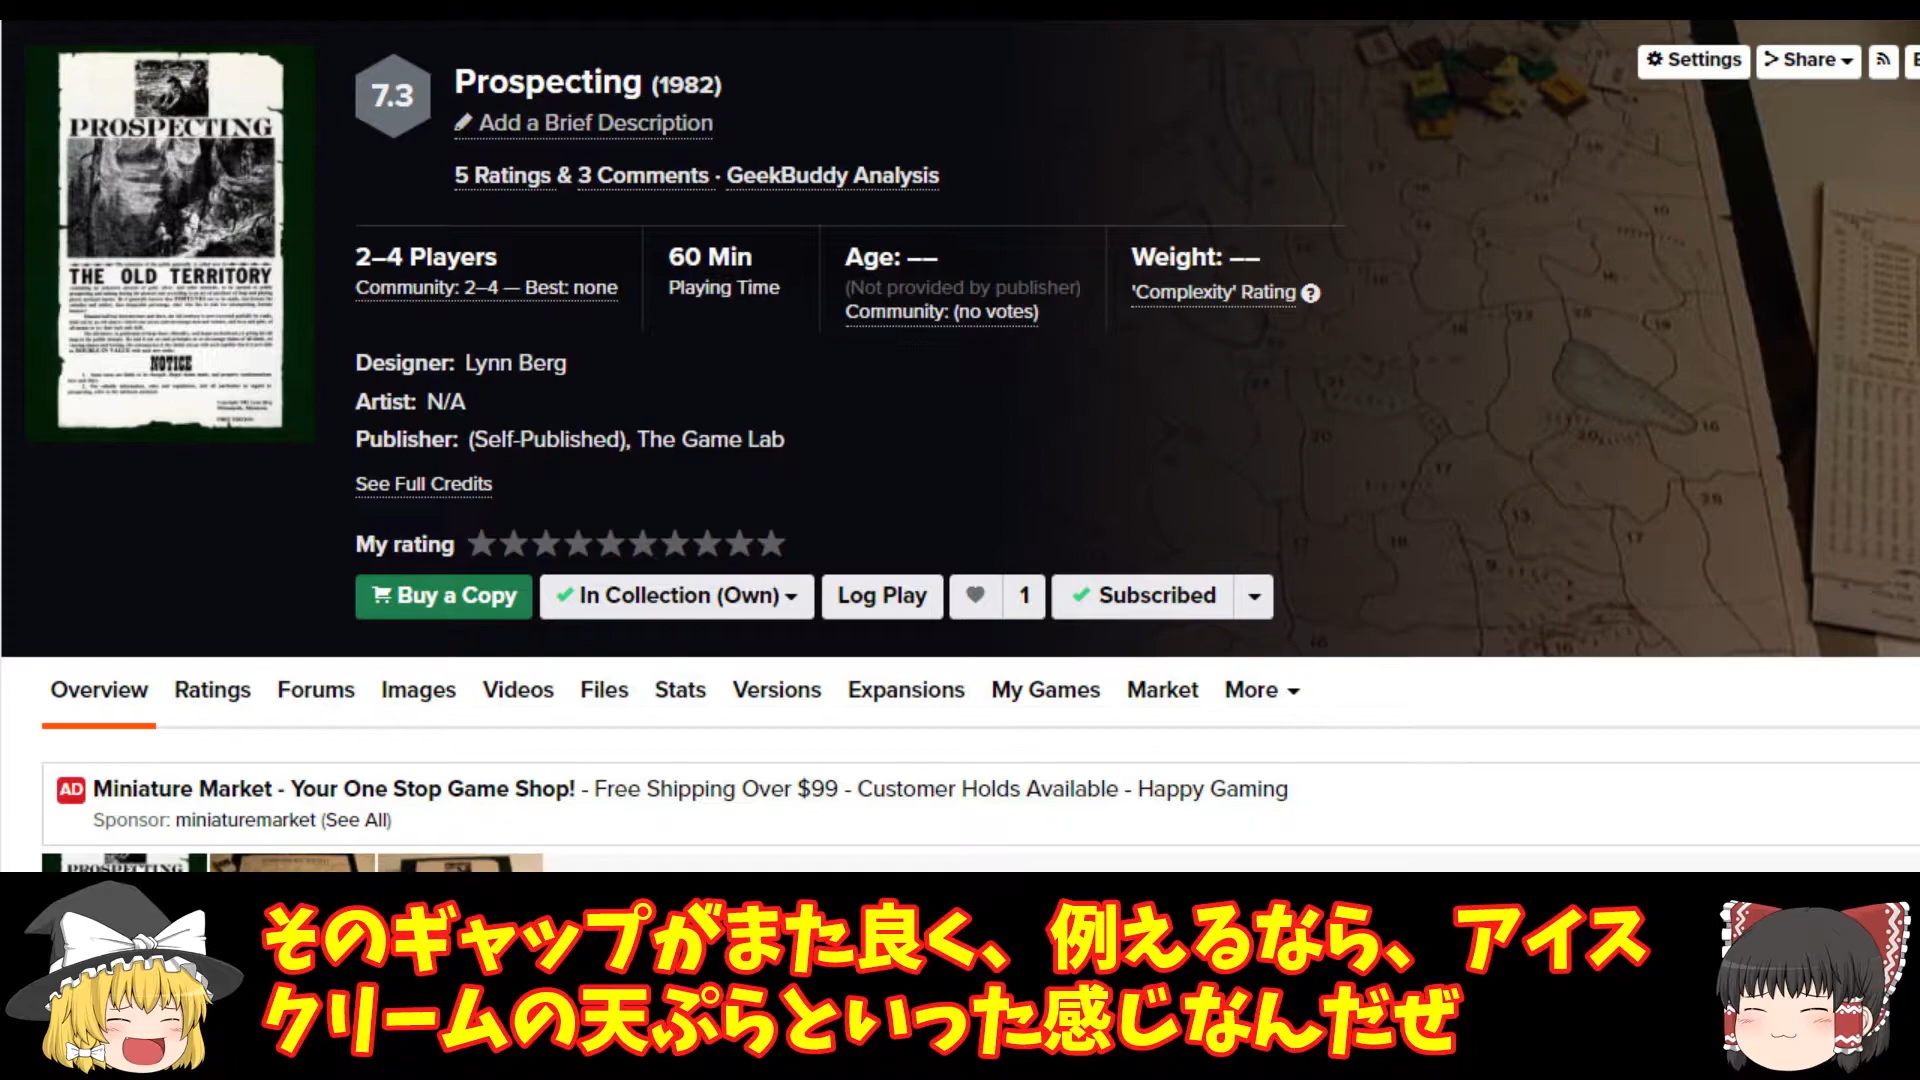 Settings
Share
7.3
Prospecting (1982)
Add a Brief Description
5 Ratings & 3 Comments · GeekBuddy Analysis
2–4 Players
Community: 2–4 — Best: none
60 Min
Playing Time
Age: ––
(Not provided by publisher)
Community: (no votes)
Weight: ––
'Complexity' Rating
Designer: Lynn Berg
Artist: N/A
Publisher: (Self-Published), The Game Lab
See Full Credits
My rating
Buy a Copy
In Collection (Own)
Log Play
1
Subscribed
PROSPECTING
THE OLD TERRITORY
NOTICE
Overview Ratings Forums Images Videos Files Stats Versions Expansions My Games Market More
AD Miniature Market - Your One Stop Game Shop! - Free Shipping Over $99 - Customer Holds Available - Happy Gaming
Sponsor: miniaturemarket (See All)
PROSPECTING
そのギャップがまた良く、例えるなら、アイス
クリームの天ぷらといった感じなんだぜ